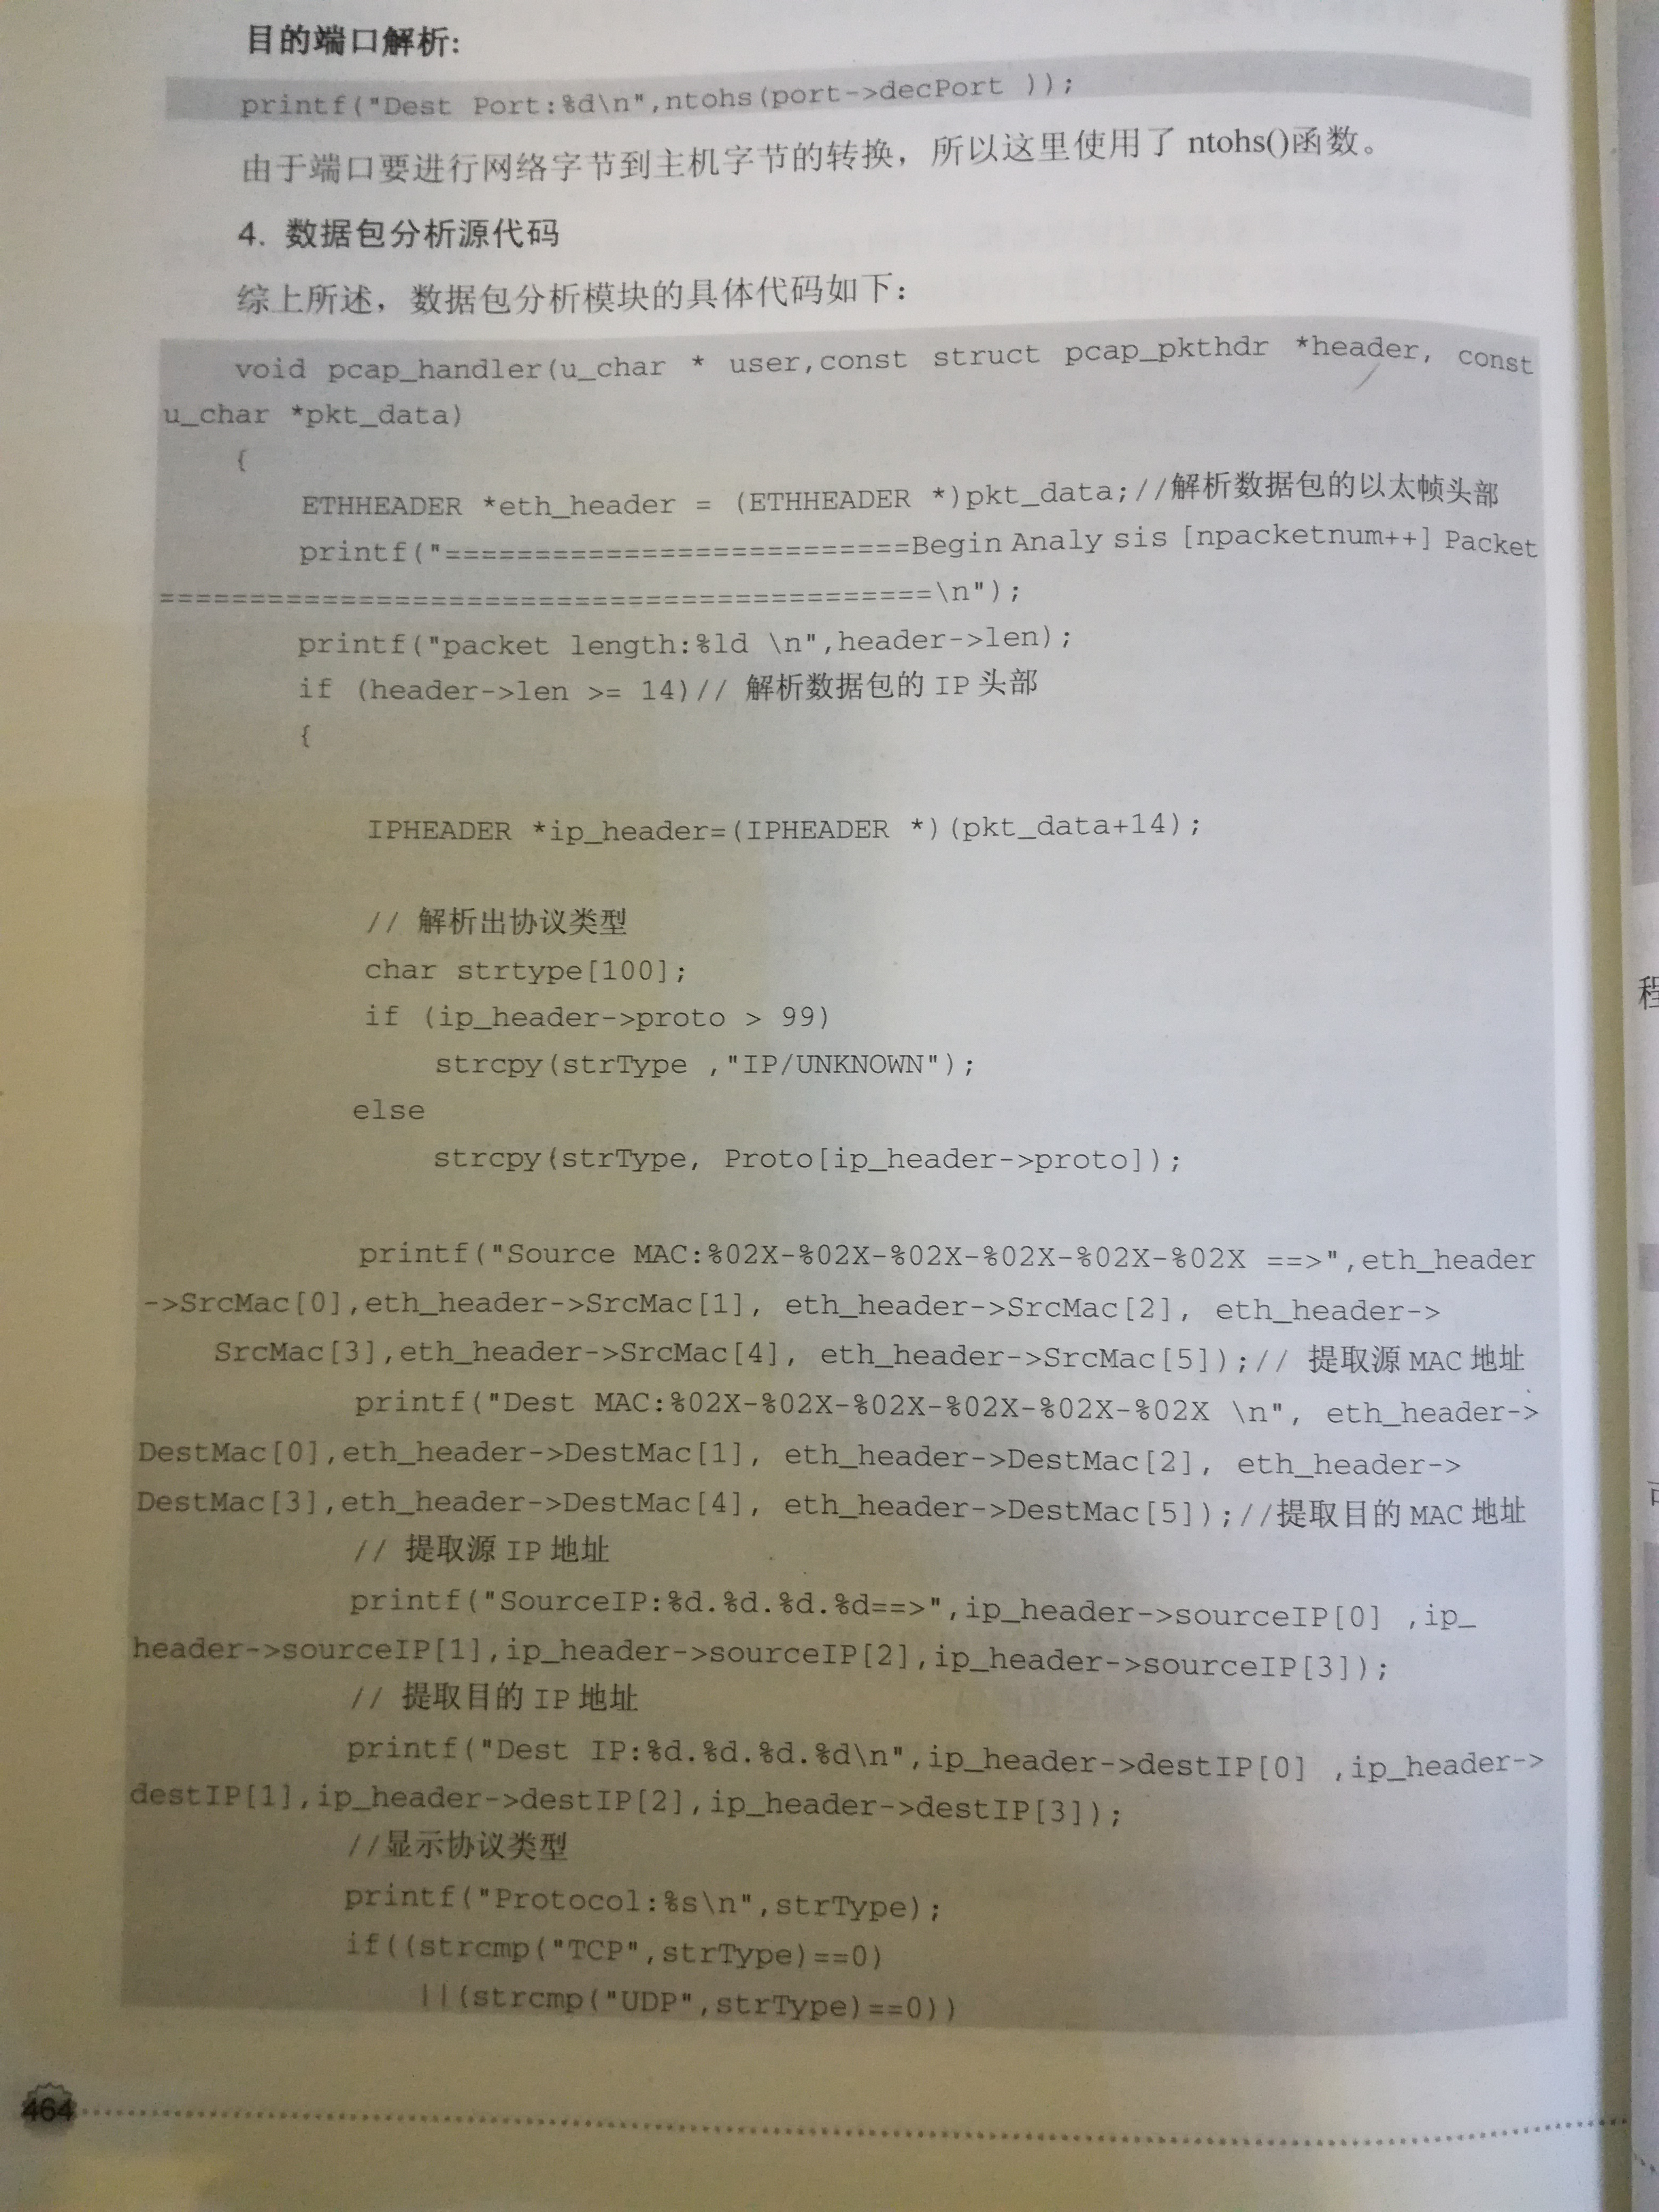 目的端口解析:
printf("Dest Port:%d\n",ntohs(port->decPort ));
由于端口要进行网络字节到主机字节的转换，所以这里使用了 ntohs()函数。
4. 数据包分析源代码
综上所述，数据包分析模块的具体代码如下：
void pcap_handler(u_char * user,const struct pcap_pkthdr *header, const
u_char *pkt_data)
{
ETHHEADER *eth_header = (ETHHEADER *)pkt_data;//解析数据包的以太帧头部
printf("==========================Begin Analy sis [npacketnum++] Packet
===========================================\n");
printf("packet length:%ld \n",header->len);
if (header->len >= 14)// 解析数据包的 IP 头部
{
IPHEADER *ip_header=(IPHEADER *)(pkt_data+14);
// 解析出协议类型
char strtype[100];
if (ip_header->proto > 99)
strcpy(strType ,"IP/UNKNOWN");
else
strcpy(strType, Proto[ip_header->proto]);
printf("Source MAC:%02X-%02X-%02X-%02X-%02X-%02X ==>",eth_header
->SrcMac[0],eth_header->SrcMac[1], eth_header->SrcMac[2], eth_header->
SrcMac[3],eth_header->SrcMac[4], eth_header->SrcMac[5]);// 提取源 MAC 地址
printf("Dest MAC:%02X-%02X-%02X-%02X-%02X-%02X \n", eth_header->
DestMac[0],eth_header->DestMac[1], eth_header->DestMac[2], eth_header->
DestMac[3],eth_header->DestMac[4], eth_header->DestMac[5]);//提取目的 MAC 地址
// 提取源 IP 地址
printf("SourceIP:%d.%d.%d.%d==>",ip_header->sourceIP[0] ,ip_
header->sourceIP[1],ip_header->sourceIP[2],ip_header->sourceIP[3]);
// 提取目的 IP 地址
printf("Dest IP:%d.%d.%d.%d\n",ip_header->destIP[0] ,ip_header->
destIP[1],ip_header->destIP[2],ip_header->destIP[3]);
//显示协议类型
printf("Protocol:%s\n",strType);
if((strcmp("TCP",strType)==0)
||(strcmp("UDP",strType)==0))
464
程